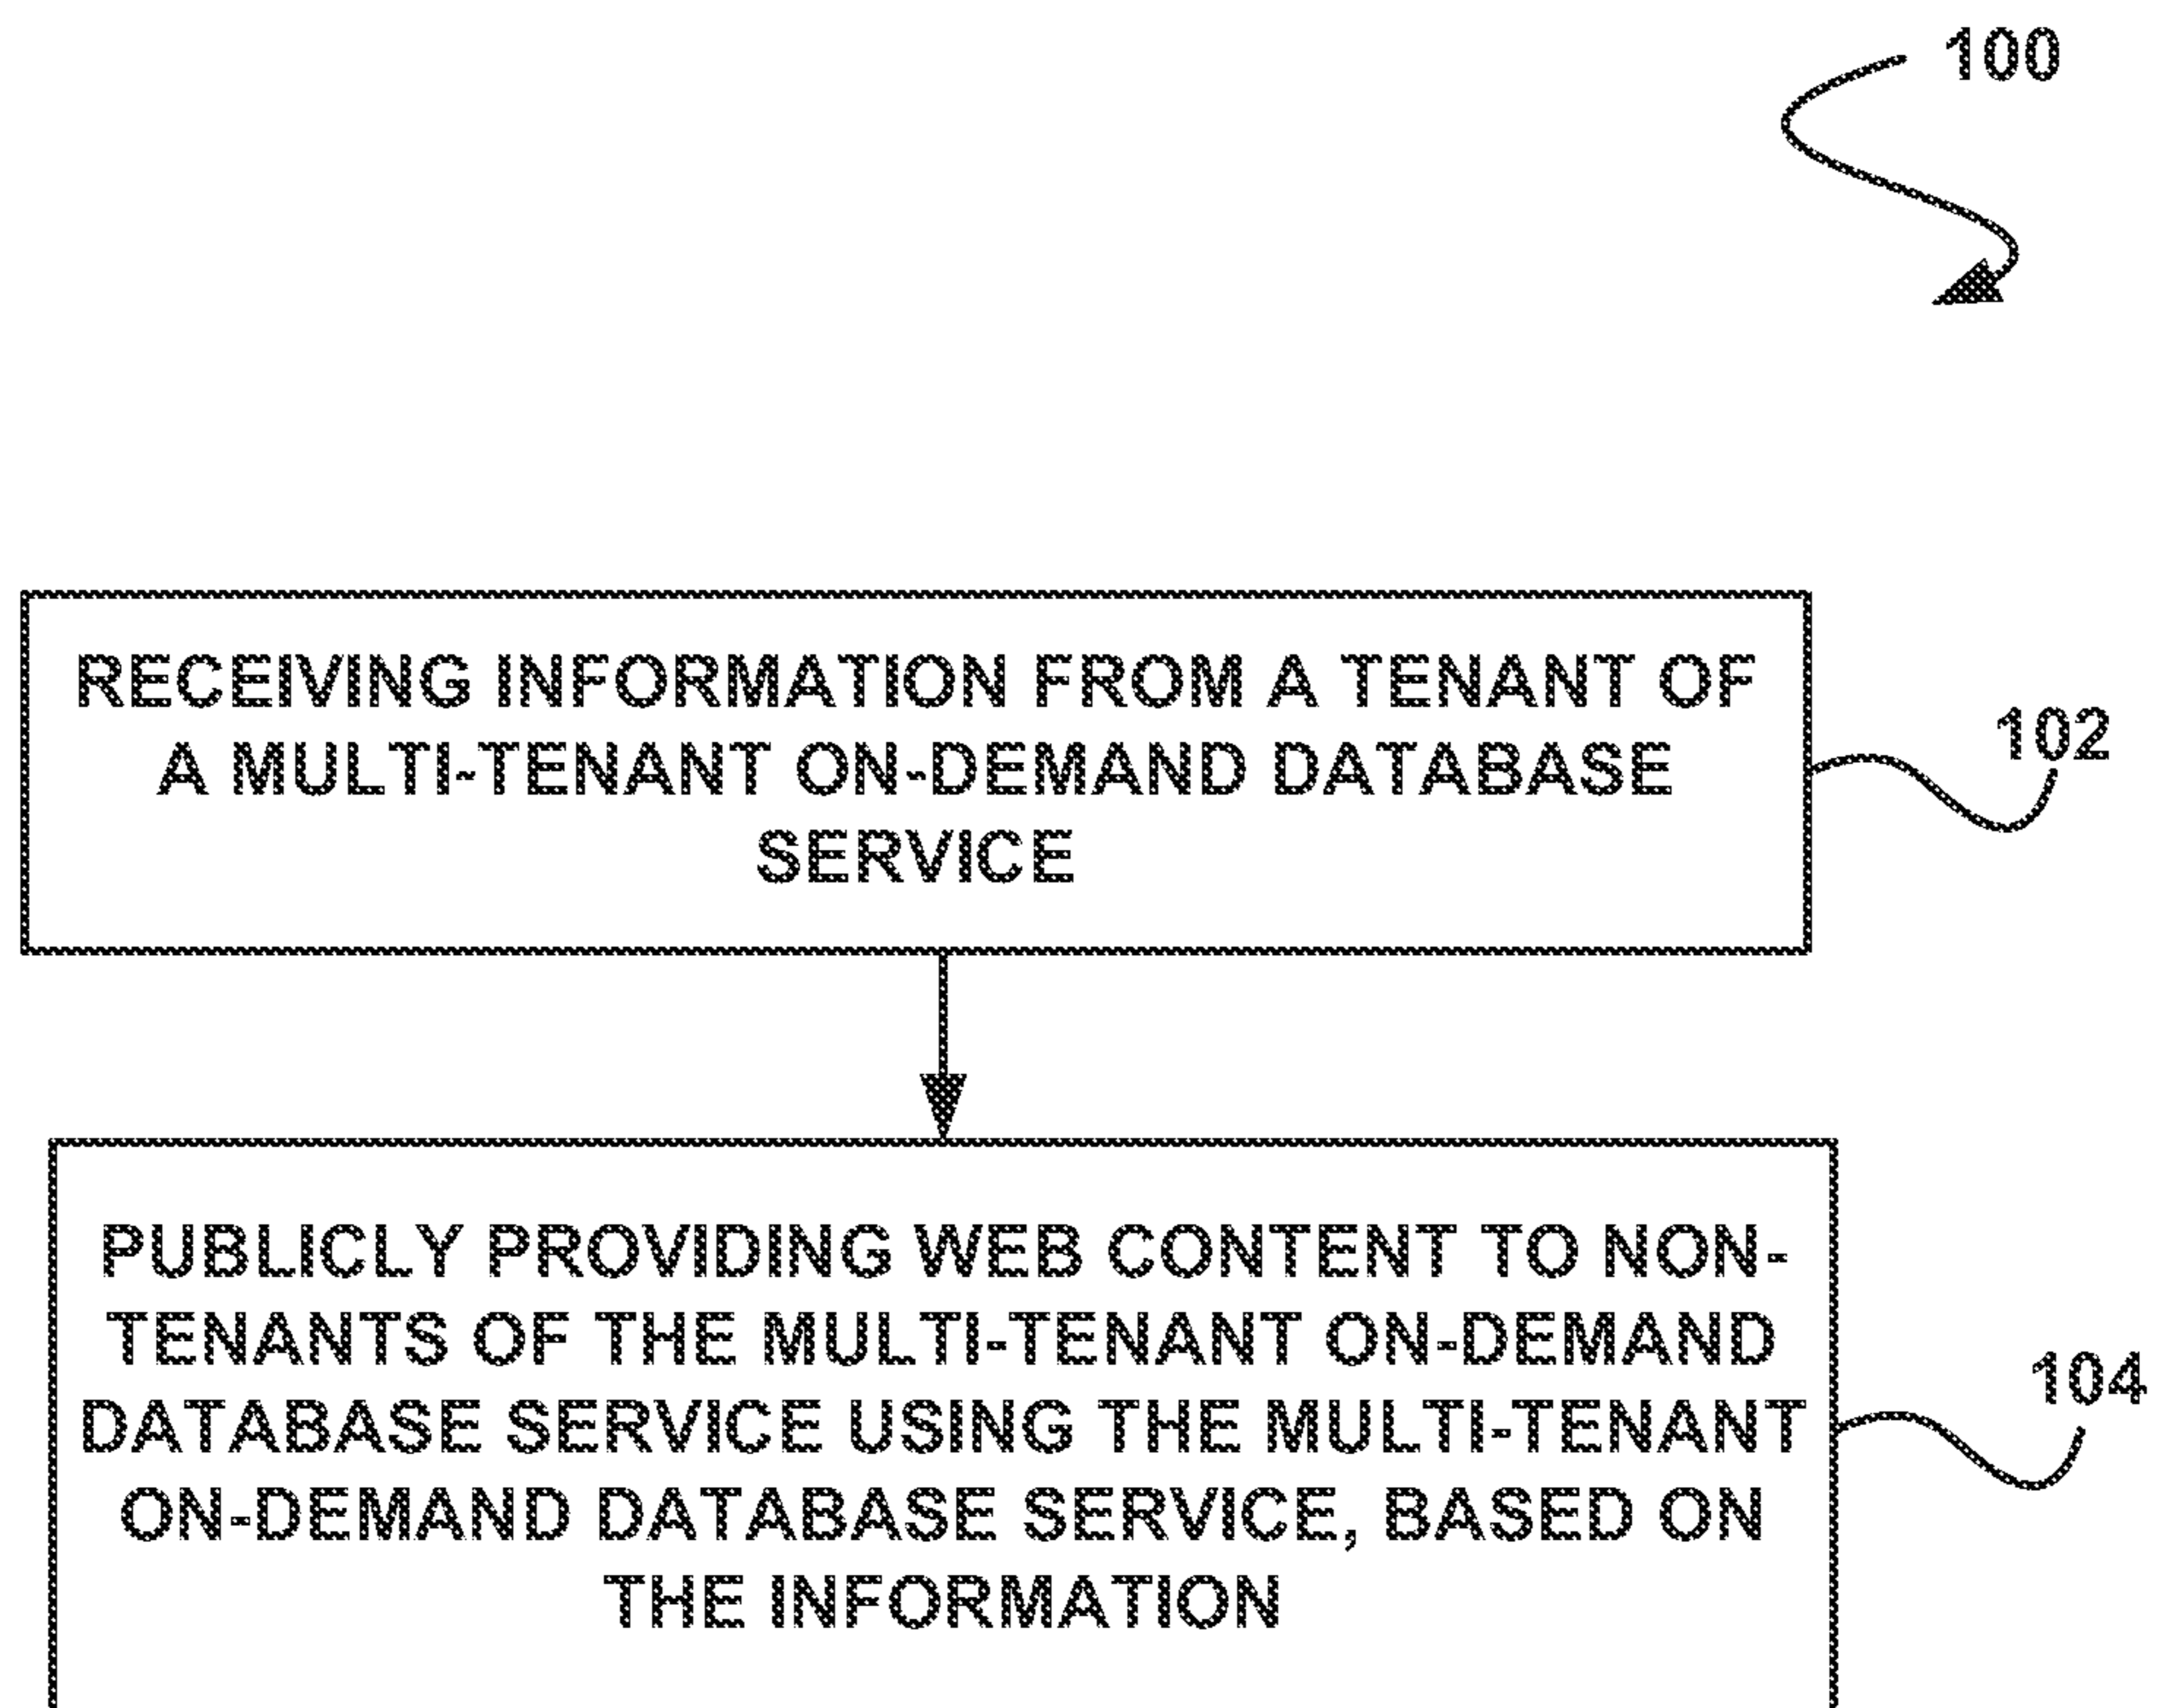 100
RECEIVING INFORMATION FROM A TENANT OF
A MULTI-TENANT ON-DEMAND DATABASE
SERVICE
102
PUBLICLY PROVIDING WEB CONTENT TO NON-
TENANTS OF THE MULTI-TENANT ON-DEMAND
DATABASE SERVICE USING THE MULTI-TENANT
ON-DEMAND DATABASE SERVICE, BASED ON
THE INFORMATION
104